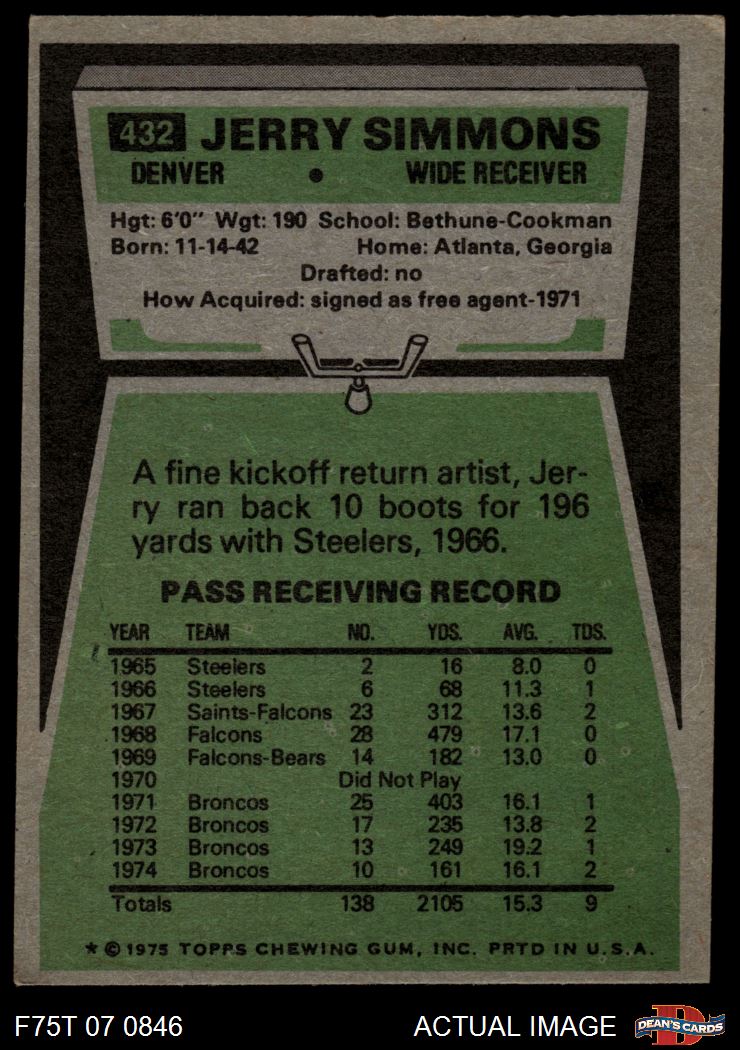 432 JERRY SIMMONS
DENVER • WIDE RECEIVER
Hgt: 6'0" Wgt: 190 School: Bethune-Cookman
Born: 11-14-42 Home: Atlanta, Georgia
Drafted: no
How Acquired: signed as free agent-1971
A fine kickoff return artist, Jer-
ry ran back 10 boots for 196
yards with Steelers, 1966.
PASS RECEIVING RECORD
YEAR TEAM NO. YDS. AVG. TDS.
1965 Steelers 2 16 8.0 0
1966 Steelers 6 68 11.3 1
1967 Saints-Falcons 23 312 13.6 2
1968 Falcons 28 479 17.1 0
1969 Falcons-Bears 14 182 13.0 0
1970 Did Not Play
1971 Broncos 25 403 16.1 1
1972 Broncos 17 235 13.8 2
1973 Broncos 13 249 19.2 1
1974 Broncos 10 161 16.1 2
Totals 138 2105 15.3 9
* © 1975 TOPPS CHEWING GUM, INC. PRTD IN U.S.A.
F75T 07 0846 ACTUAL IMAGE D DEAN'S CARDS